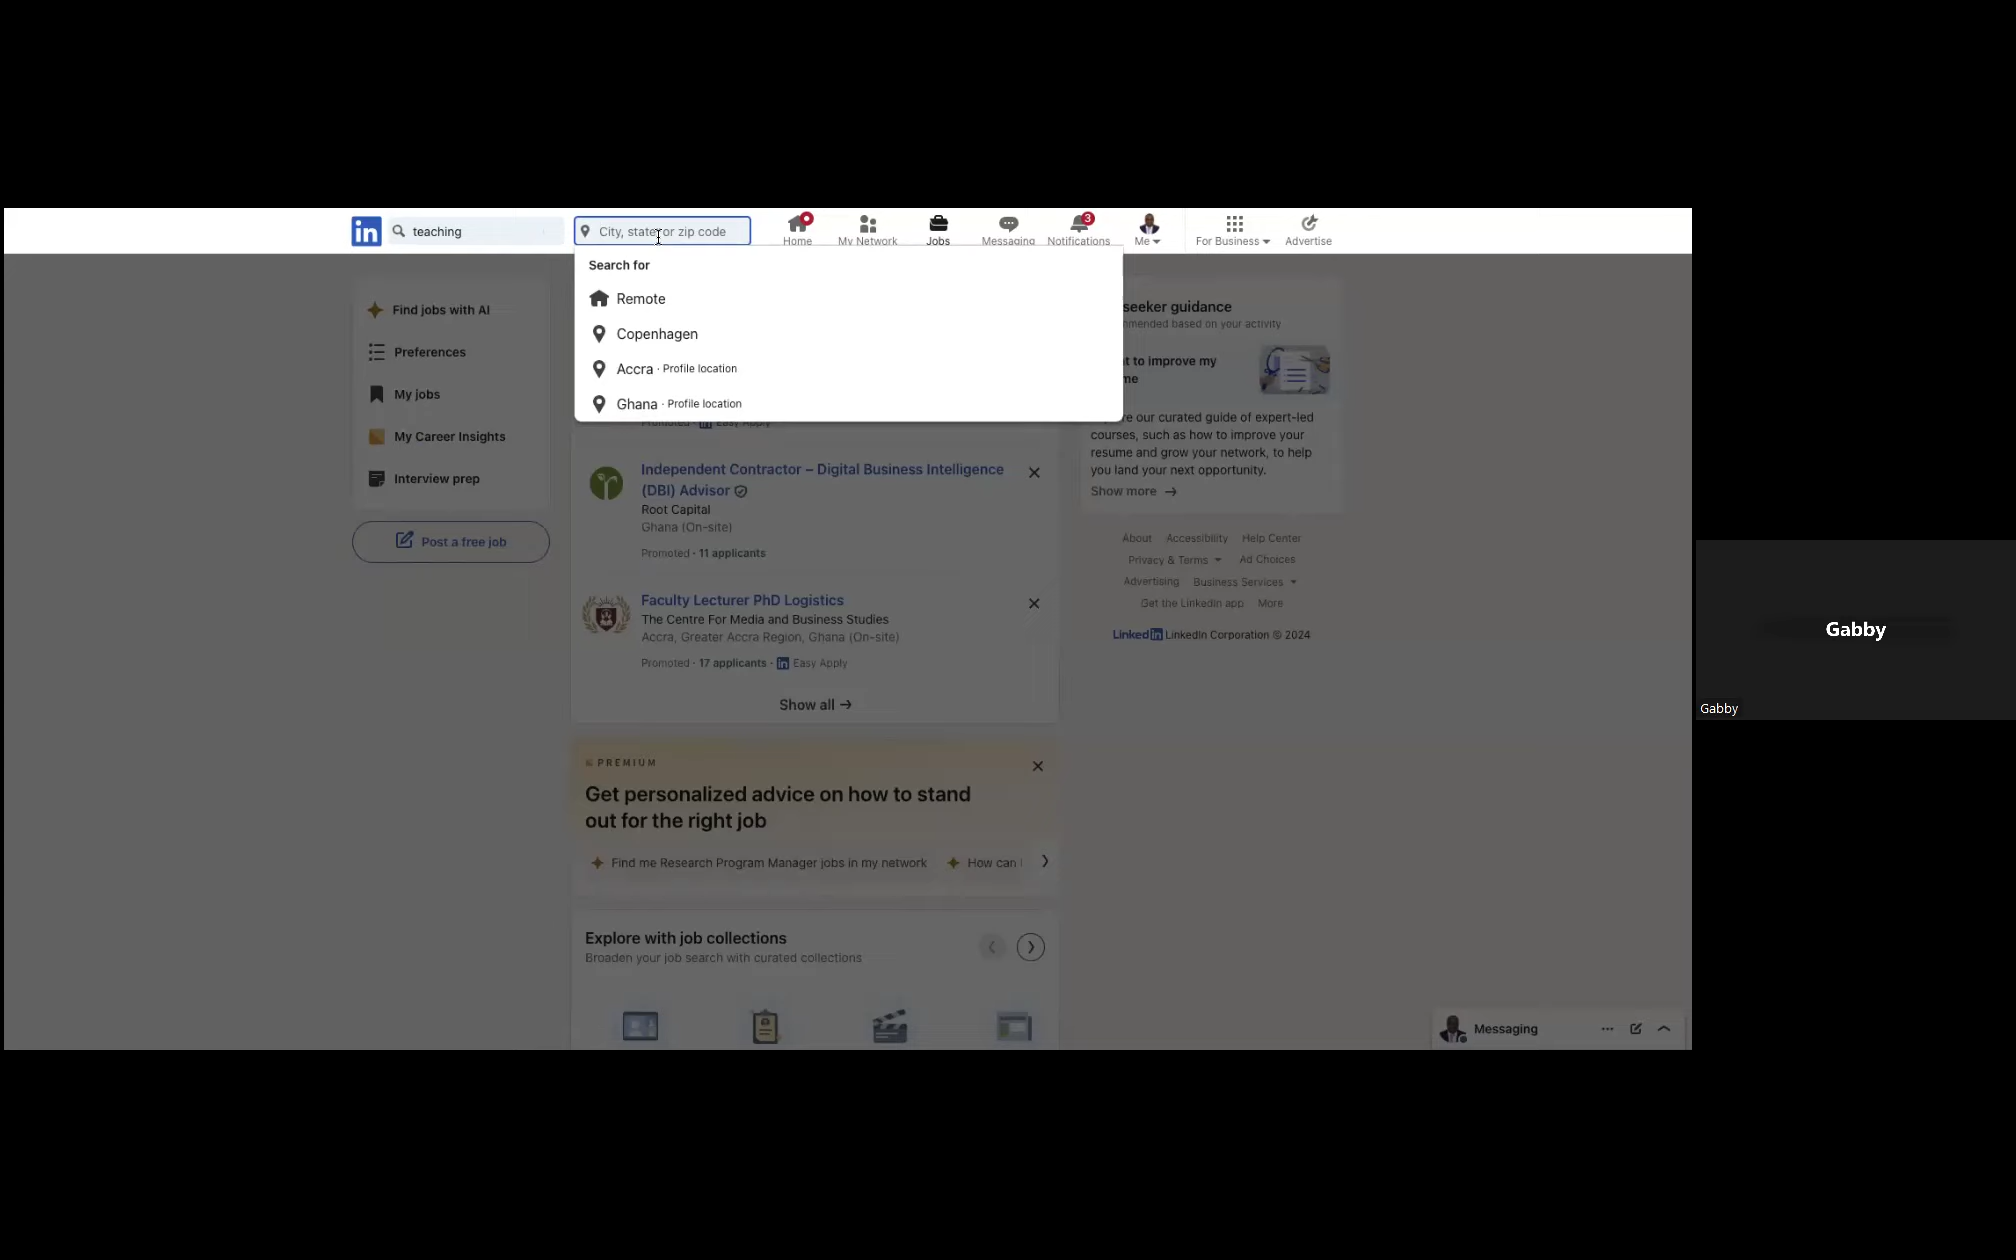 in
teaching
City, state or zip code
Home
My Network
Jobs
Messaging
3
Notifications
Me
For Business
Advertise
Search for
Remote
Copenhagen
Accra · Profile location
Ghana · Profile location
Find jobs with AI
Preferences
My jobs
My Career Insights
Interview prep
Post a free job
Promoted · in Easy Apply
Independent Contractor – Digital Business Intelligence
(DBI) Advisor
Root Capital
Ghana (On-site)
Promoted · 11 applicants
Faculty Lecturer PhD Logistics
The Centre For Media and Business Studies
Accra, Greater Accra Region, Ghana (On-site)
Promoted · 17 applicants · in Easy Apply
Show all →
PREMIUM
Get personalized advice on how to stand
out for the right job
Find me Research Program Manager jobs in my network
How can
Explore with job collections
Broaden your job search with curated collections
seeker guidance
mmended based on your activity
t to improve my
me
re our curated guide of expert-led
courses, such as how to improve your
resume and grow your network, to help
you land your next opportunity.
Show more →
About Accessibility Help Center
Privacy & Terms Ad Choices
Advertising Business Services
Get the LinkedIn app More
Linkedin LinkedIn Corporation © 2024
Messaging
Gabby
Gabby